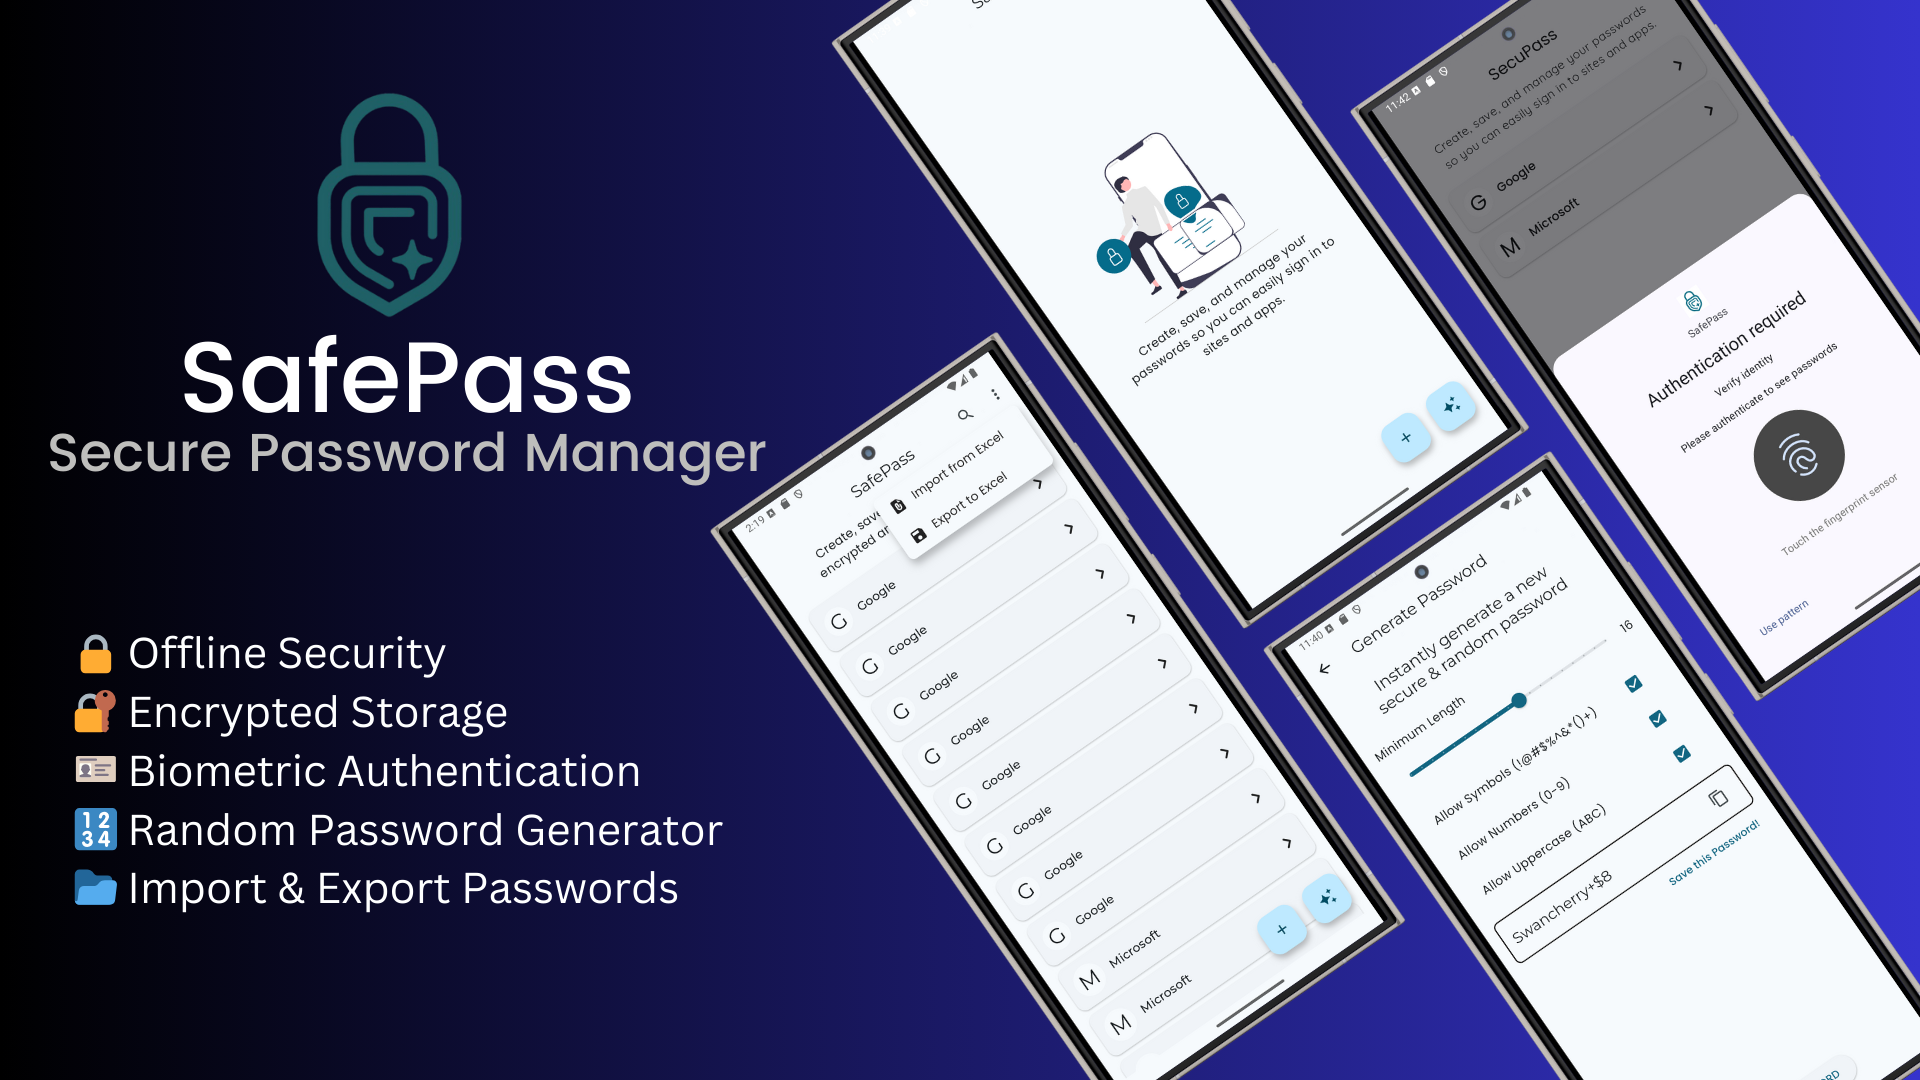 SafePass
Secure Password Manager
Offline Security
Encrypted Storage
Biometric Authentication
1 2
3 4
Random Password Generator
Import & Export Passwords
Create, save, and manage your
passwords so you can easily sign in to
sites and apps.
11:42
SecuPass
Create, save, and manage your passwords
so you can easily sign in to sites and apps.
G Google
M Microsoft
SafePass
Authentication required
Verify identity
Please authenticate to see passwords
Touch the fingerprint sensor
Use pattern
2:19
SafePass
Import from Excel
Export to Excel
Create,
encrypted
G Google
G Google
G Google
G Google
G Google
G Google
G Google
G Google
M Microsoft
M Microsoft
11:40
Generate Password
Instantly generate a new
secure & random password
Minimum Length
16
Allow Symbols (!@#$%^&*()+)
Allow Numbers (0-9)
Allow Uppercase (ABC)
Swancherry+$8
Save this Password!